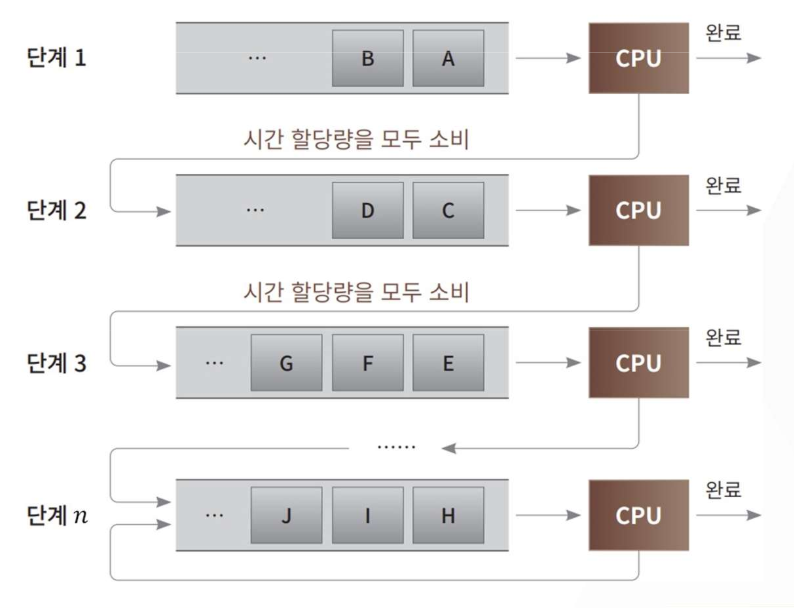 단계 1
… B A
CPU
완료
시간 할당량을 모두 소비
단계 2
… D C
CPU
완료
시간 할당량을 모두 소비
단계 3
… G F E
CPU
완료
……
단계 n
… J I H
CPU
완료